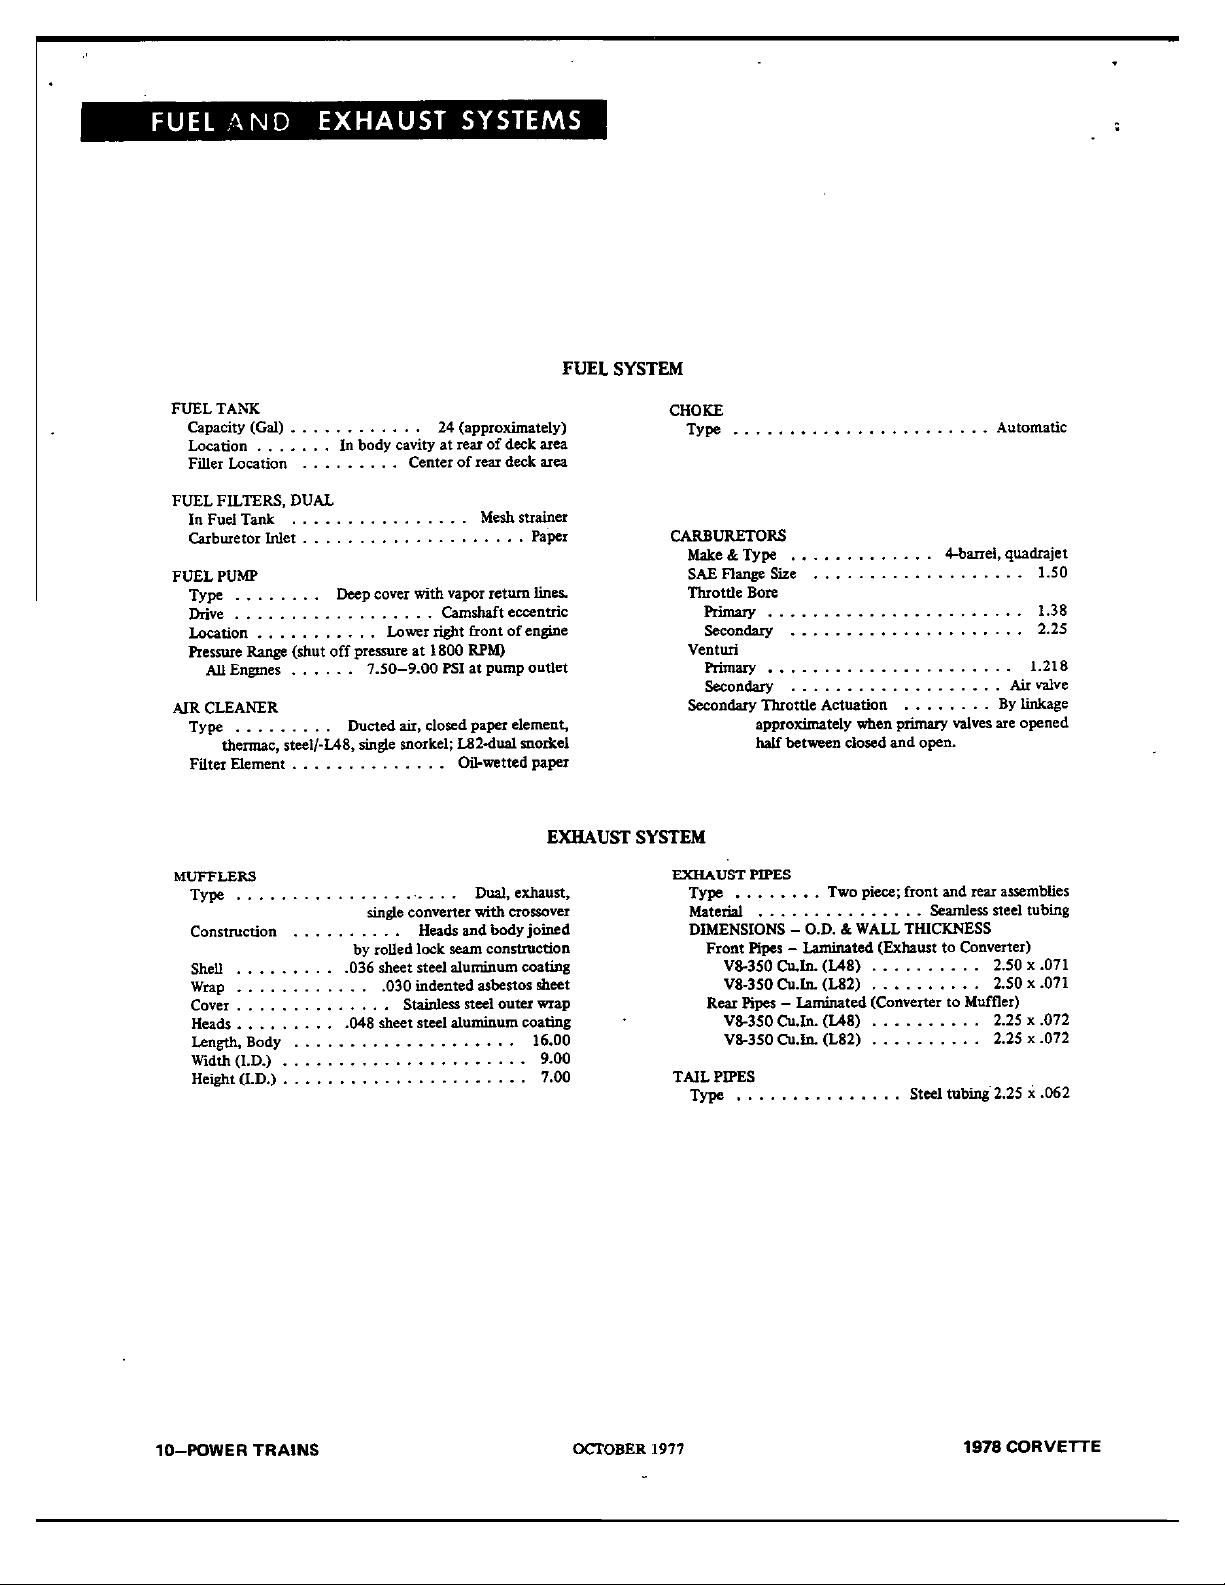 FUEL AND EXHAUST SYSTEMS
FUEL SYSTEM
FUEL TANK
Capacity (Gal) . . . . . . . . . . . . 24 (approximately)
Location . . . . . . . In body cavity at rear of deck area
Filler Location . . . . . . . . . Center of rear deck area
FUEL FILTERS, DUAL
In Fuel Tank . . . . . . . . . . . . . . . . Mesh strainer
Carburetor Inlet . . . . . . . . . . . . . . . . . . . . Paper
FUEL PUMP
Type . . . . . . . . Deep cover with vapor return lines.
Drive . . . . . . . . . . . . . . . . . . Camshaft eccentric
Location . . . . . . . . . . . Lower right front of engine
Pressure Range (shut off pressure at 1800 RPM)
All Engines . . . . . . 7.50–9.00 PSI at pump outlet
AIR CLEANER
Type . . . . . . . . . Ducted air, closed paper element,
thermac, steel/-L48, single snorkel; L82-dual snorkel
Filter Element . . . . . . . . . . . . . . Oil-wetted paper
CHOKE
Type . . . . . . . . . . . . . . . . . . . . . . . Automatic
CARBURETORS
Make & Type . . . . . . . . . . . . . 4-barrel, quadrajet
SAE Flange Size . . . . . . . . . . . . . . . . . . . 1.50
Throttle Bore
Primary . . . . . . . . . . . . . . . . . . . . . . . 1.38
Secondary . . . . . . . . . . . . . . . . . . . . . 2.25
Venturi
Primary . . . . . . . . . . . . . . . . . . . . . . 1.218
Secondary . . . . . . . . . . . . . . . . . . . Air valve
Secondary Throttle Actuation . . . . . . . . By linkage
approximately when primary valves are opened
half between closed and open.
EXHAUST SYSTEM
MUFFLERS
Type . . . . . . . . . . . . . . . . . . . . Dual, exhaust,
single converter with crossover
Construction . . . . . . . . . . Heads and body joined
by rolled lock seam construction
Shell . . . . . . . . . .036 sheet steel aluminum coating
Wrap . . . . . . . . . . . . .030 indented asbestos sheet
Cover . . . . . . . . . . . . . . Stainless steel outer wrap
Heads . . . . . . . . . .048 sheet steel aluminum coating
Length, Body . . . . . . . . . . . . . . . . . . . . 16.00
Width (I.D.) . . . . . . . . . . . . . . . . . . . . . . 9.00
Height (I.D.) . . . . . . . . . . . . . . . . . . . . . . 7.00
EXHAUST PIPES
Type . . . . . . . . Two piece; front and rear assemblies
Material . . . . . . . . . . . . . . . Seamless steel tubing
DIMENSIONS – O.D. & WALL THICKNESS
Front Pipes – Laminated (Exhaust to Converter)
V8-350 Cu.In. (L48) . . . . . . . . . . 2.50 x .071
V8-350 Cu.In. (L82) . . . . . . . . . . 2.50 x .071
Rear Pipes – Laminated (Converter to Muffler)
V8-350 Cu.In. (L48) . . . . . . . . . . 2.25 x .072
V8-350 Cu.In. (L82) . . . . . . . . . . 2.25 x .072
TAIL PIPES
Type . . . . . . . . . . . . . . . Steel tubing 2.25 x .062
10–POWER TRAINS
OCTOBER 1977
1978 CORVETTE